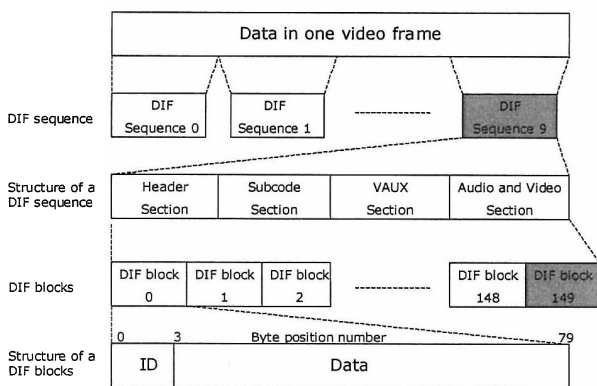 Data in one video frame
DIF sequence
DIF
Sequence 0
DIF
Sequence 1
DIF
Sequence 9
Structure of a
DIF sequence
Header
Section
Subcode
Section
VAUX
Section
Audio and Video
Section
DIF blocks
DIF block
0
DIF block
1
DIF block
2
DIF block
148
DIF block
149
0
3
Byte position number
79
Structure of a
DIF blocks
ID
Data